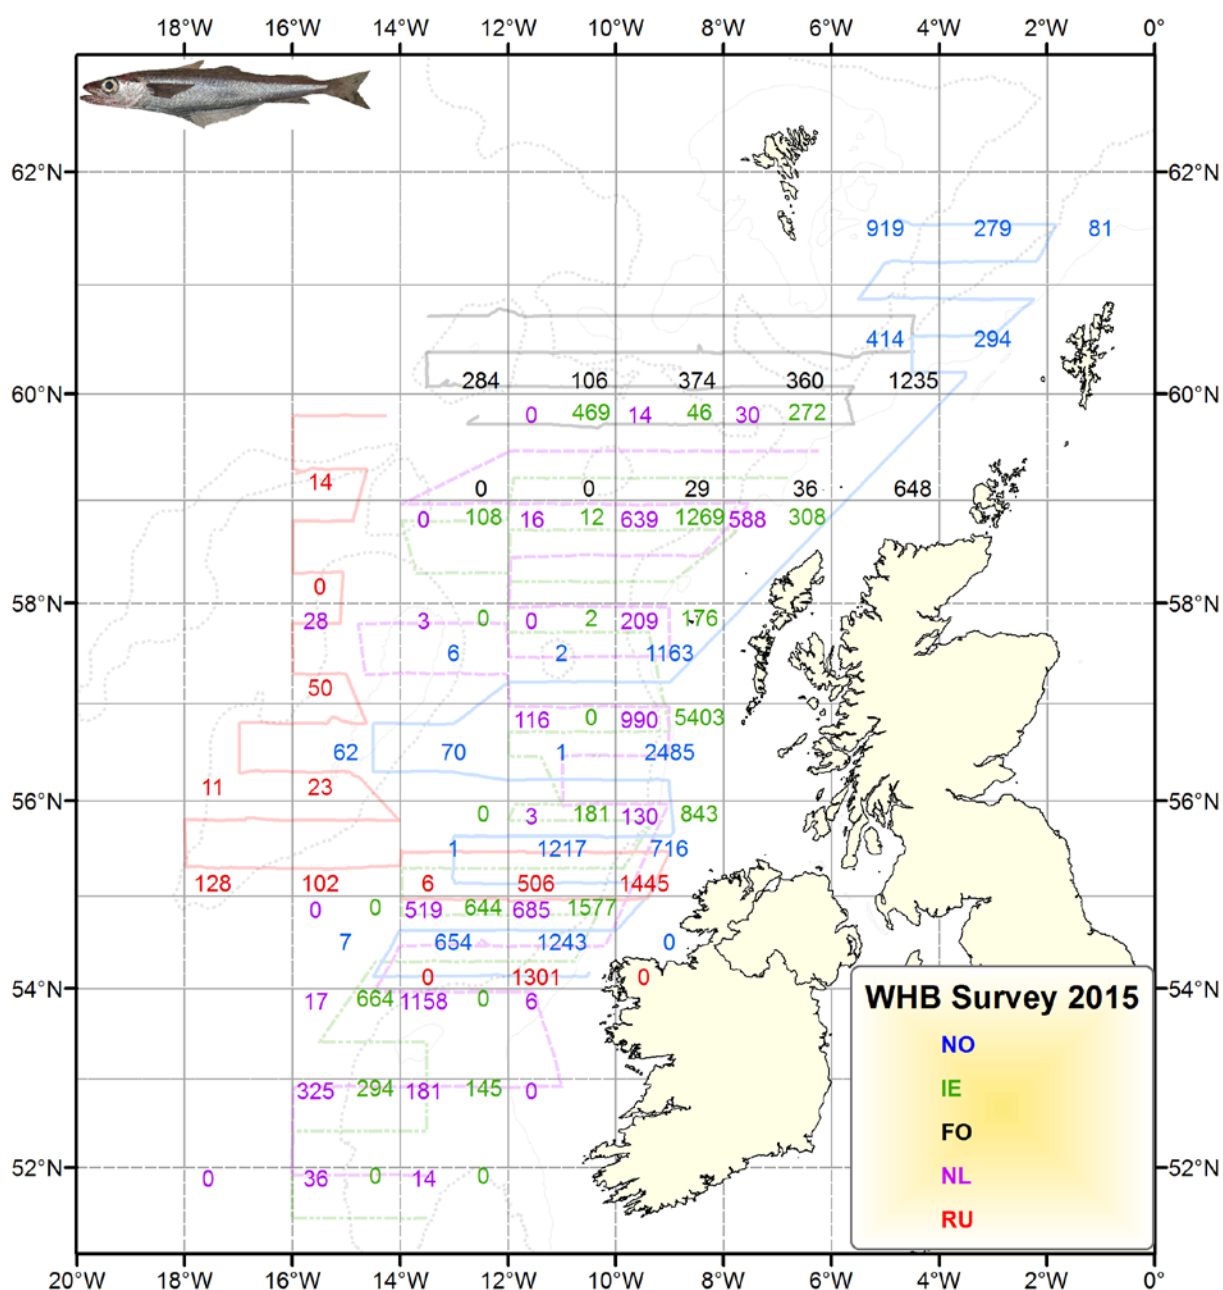 18°W 16°W 14°W 12°W 10°W 8°W 6°W 4°W 2°W 0°
62°N 62°N
919 279 81
414 294
284 106 374 360 1235
60°N 60°N
0 469 14 46 30 272
14
0 0 29 36 648
0 108 16 12 639 1269 588 308
0
58°N 58°N
28 3 0 0 2 209 176
6 2 1163
50
116 0 990 5403
62 70 1 2485
11 23
56°N 56°N
0 3 181 130 843
1 1217 716
128 102 6 506 1445
0 0 519 644 685 1577
7 654 1243 0
0 1301 0
54°N 54°N
17 664 1158 0 6
WHB Survey 2015
NO
IE
325 294 181 145 0
FO
52°N 52°N
0 36 0 14 0
NL
RU
20°W 18°W 16°W 14°W 12°W 10°W 8°W 6°W 4°W 2°W 0°